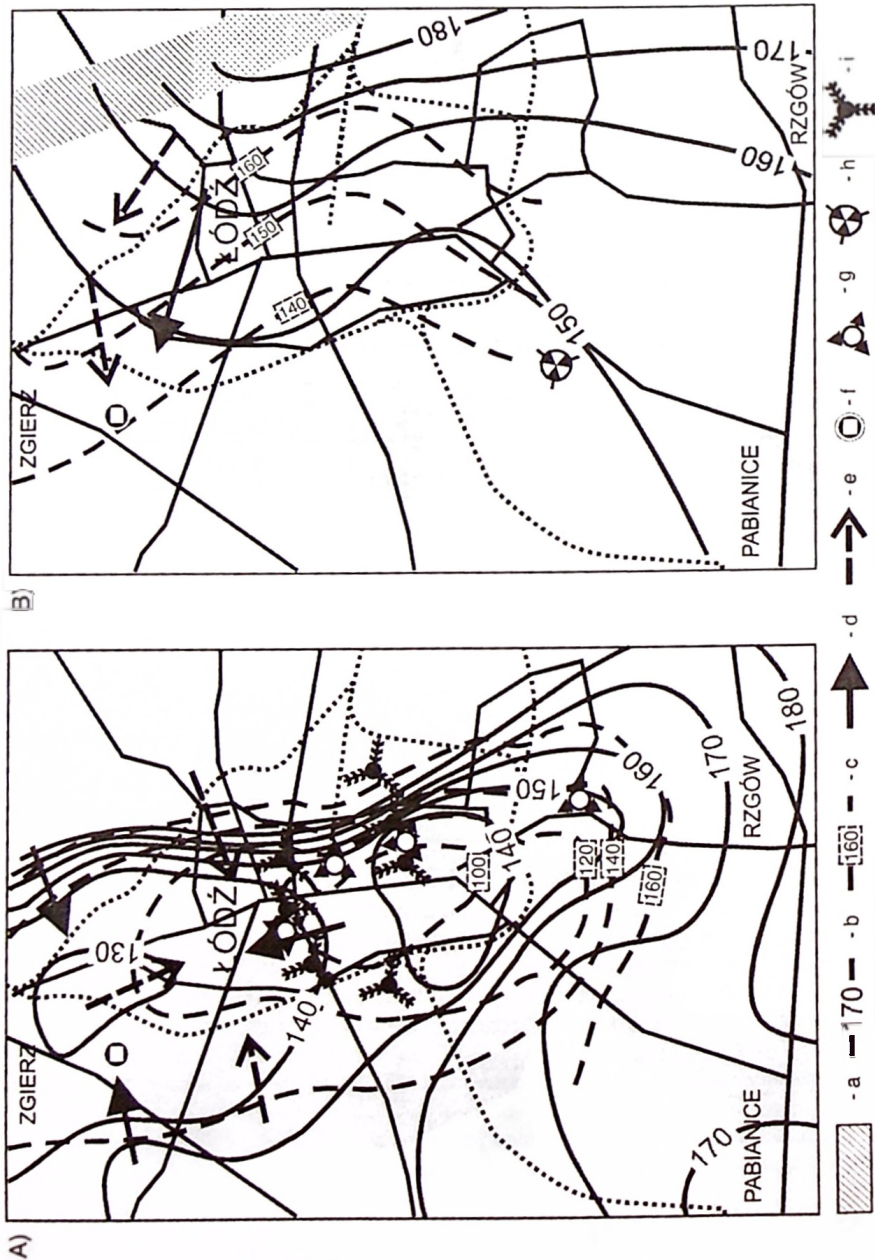 A)
ZGIERZ
130
ŁÓDŹ
140
100
140
150
120
140
160
160
170
170
180
PABIANICE
RZGÓW
B)
ZGIERZ
ŁÓDŹ
160
150
140
180
170
160
150
PABIANICE
RZGÓW
- a
170 - b
160 - c
- d
- e
- f
- g
- h
- i